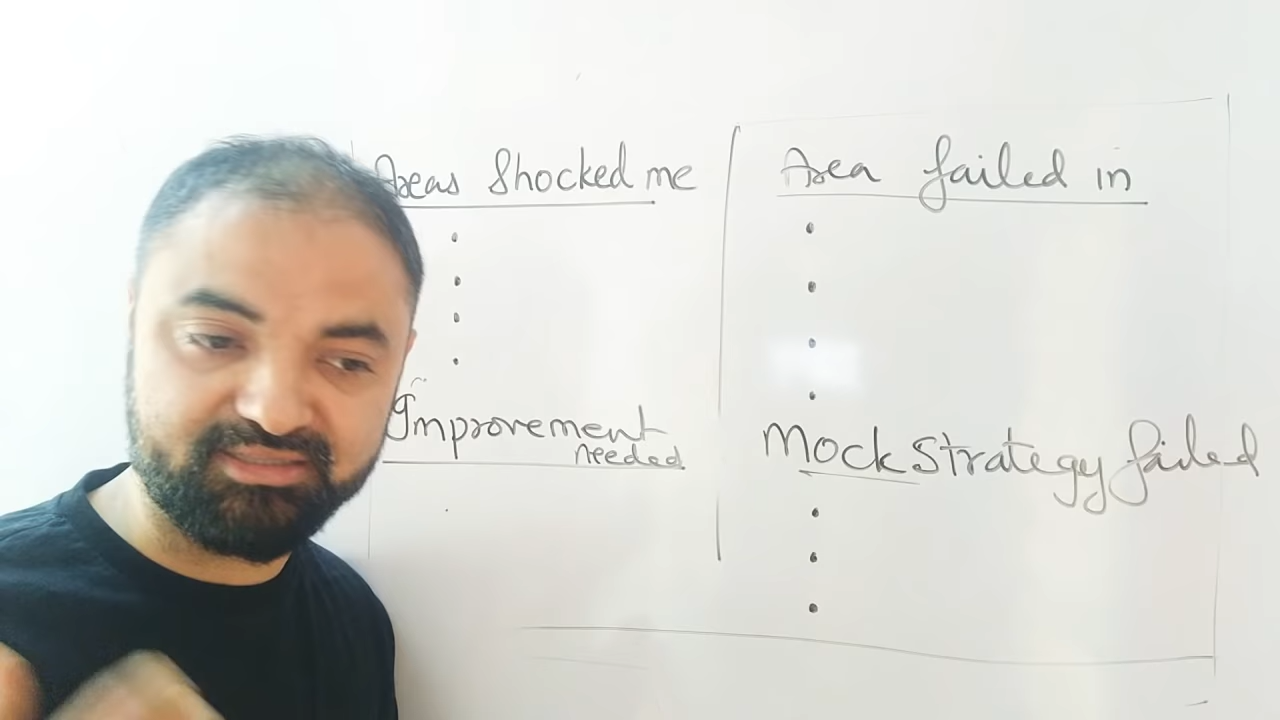 Areas Shocked me
Improvement
needed
Area failed in
Mock Strategy failed